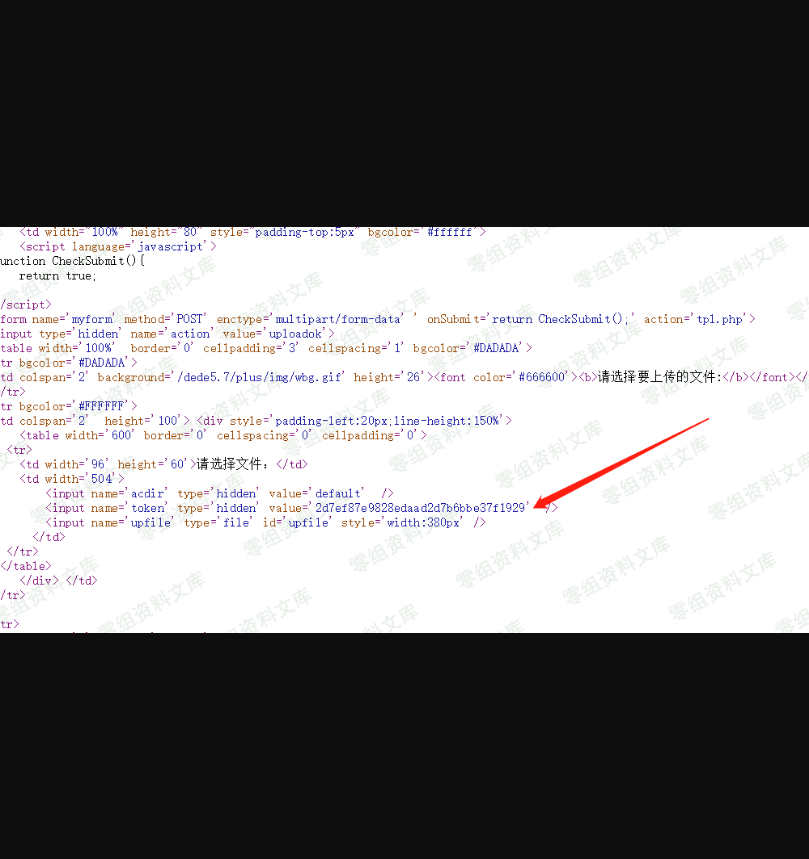 <td width="100%" height="80" style="padding-top:5px" bgcolor='#ffffff'>
<script language='javascript'>
unction CheckSubmit(){
return true;
/script>
form name='myform' method='POST' enctype='multipart/form-data' ' onSubmit='return CheckSubmit();' action='tpl.php'>
input type='hidden' name='action' value='uploadok'>
table width='100%' border='0' cellpadding='3' cellspacing='1' bgcolor='#DADADA'>
tr bgcolor='#DADADA'>
td colspan='2' background='/dede5.7/plus/img/wbg.gif' height='26'><font color='#666600'><b>请选择要上传的文件:</b></font></
/tr>
tr bgcolor='#FFFFFF'>
td colspan='2' height='100'> <div style='padding-left:20px;line-height:150%'>
<table width='600' border='0' cellspacing='0' cellpadding='0'>
<tr>
<td width='96' height='60'>请选择文件：</td>
<td width='504'>
<input name='acdir' type='hidden' value='default' />
<input name='token' type='hidden' value='2d7ef87e9828edaad2d7b6bbe37f1929' />
<input name='upfile' type='file' id='upfile' style='width:380px' />
</td>
</tr>
</table>
</div> </td>
/tr>
tr>
零组资料文库